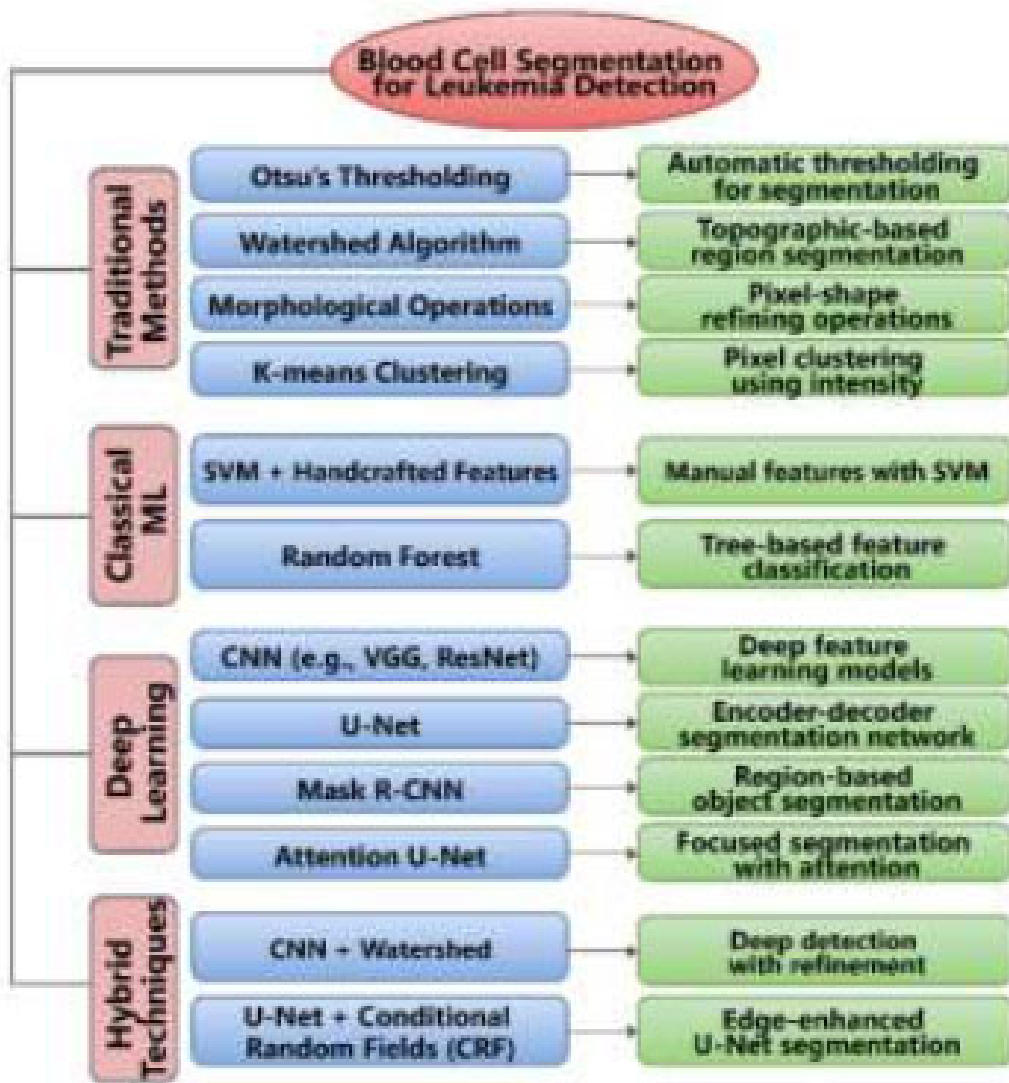 Blood Cell Segmentation
for Leukemia Detection
Traditional
Methods
Otsu's Thresholding
Automatic thresholding
for segmentation
Watershed Algorithm
Topographic-based
region segmentation
Morphological Operations
Pixel-shape
refining operations
K-means Clustering
Pixel clustering
using intensity
Classical
ML
SVM + Handcrafted Features
Manual features with SVM
Random Forest
Tree-based feature
classification
Deep
Learning
CNN (e.g., VGG, ResNet)
Deep feature
learning models
U-Net
Encoder-decoder
segmentation network
Mask R-CNN
Region-based
object segmentation
Attention U-Net
Focused segmentation
with attention
Hybrid
Techniques
CNN + Watershed
Deep detection
with refinement
U-Net + Conditional
Random Fields (CRF)
Edge-enhanced
U-Net segmentation